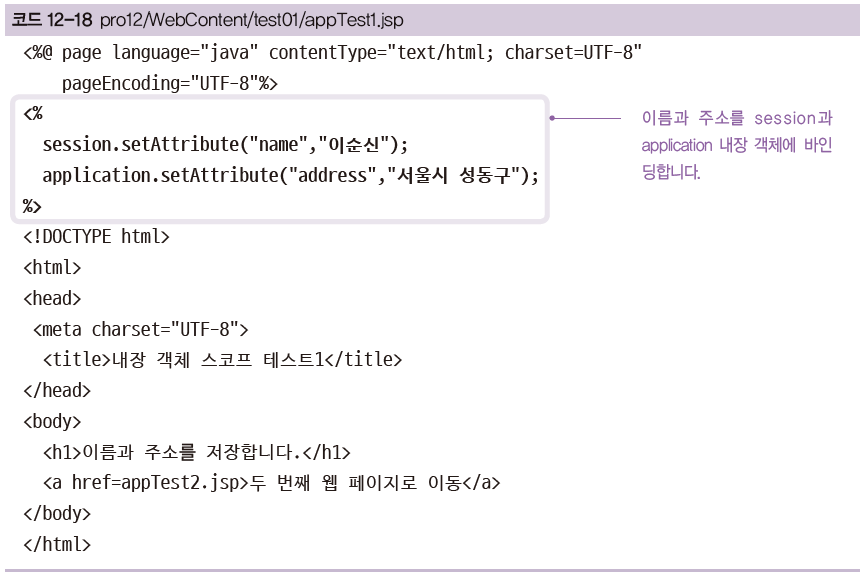 코드 12-18 pro12/WebContent/test01/appTest1.jsp
<%@ page language="java" contentType="text/html; charset=UTF-8"
pageEncoding="UTF-8"%>
<%
session.setAttribute("name","이순신");
application.setAttribute("address","서울시 성동구");
%>
이름과 주소를 session과
application 내장 객체에 바인
딩합니다.
<!DOCTYPE html>
<html>
<head>
<meta charset="UTF-8">
<title>내장 객체 스코프 테스트1</title>
</head>
<body>
<h1>이름과 주소를 저장합니다.</h1>
<a href=appTest2.jsp>두 번째 웹 페이지로 이동</a>
</body>
</html>